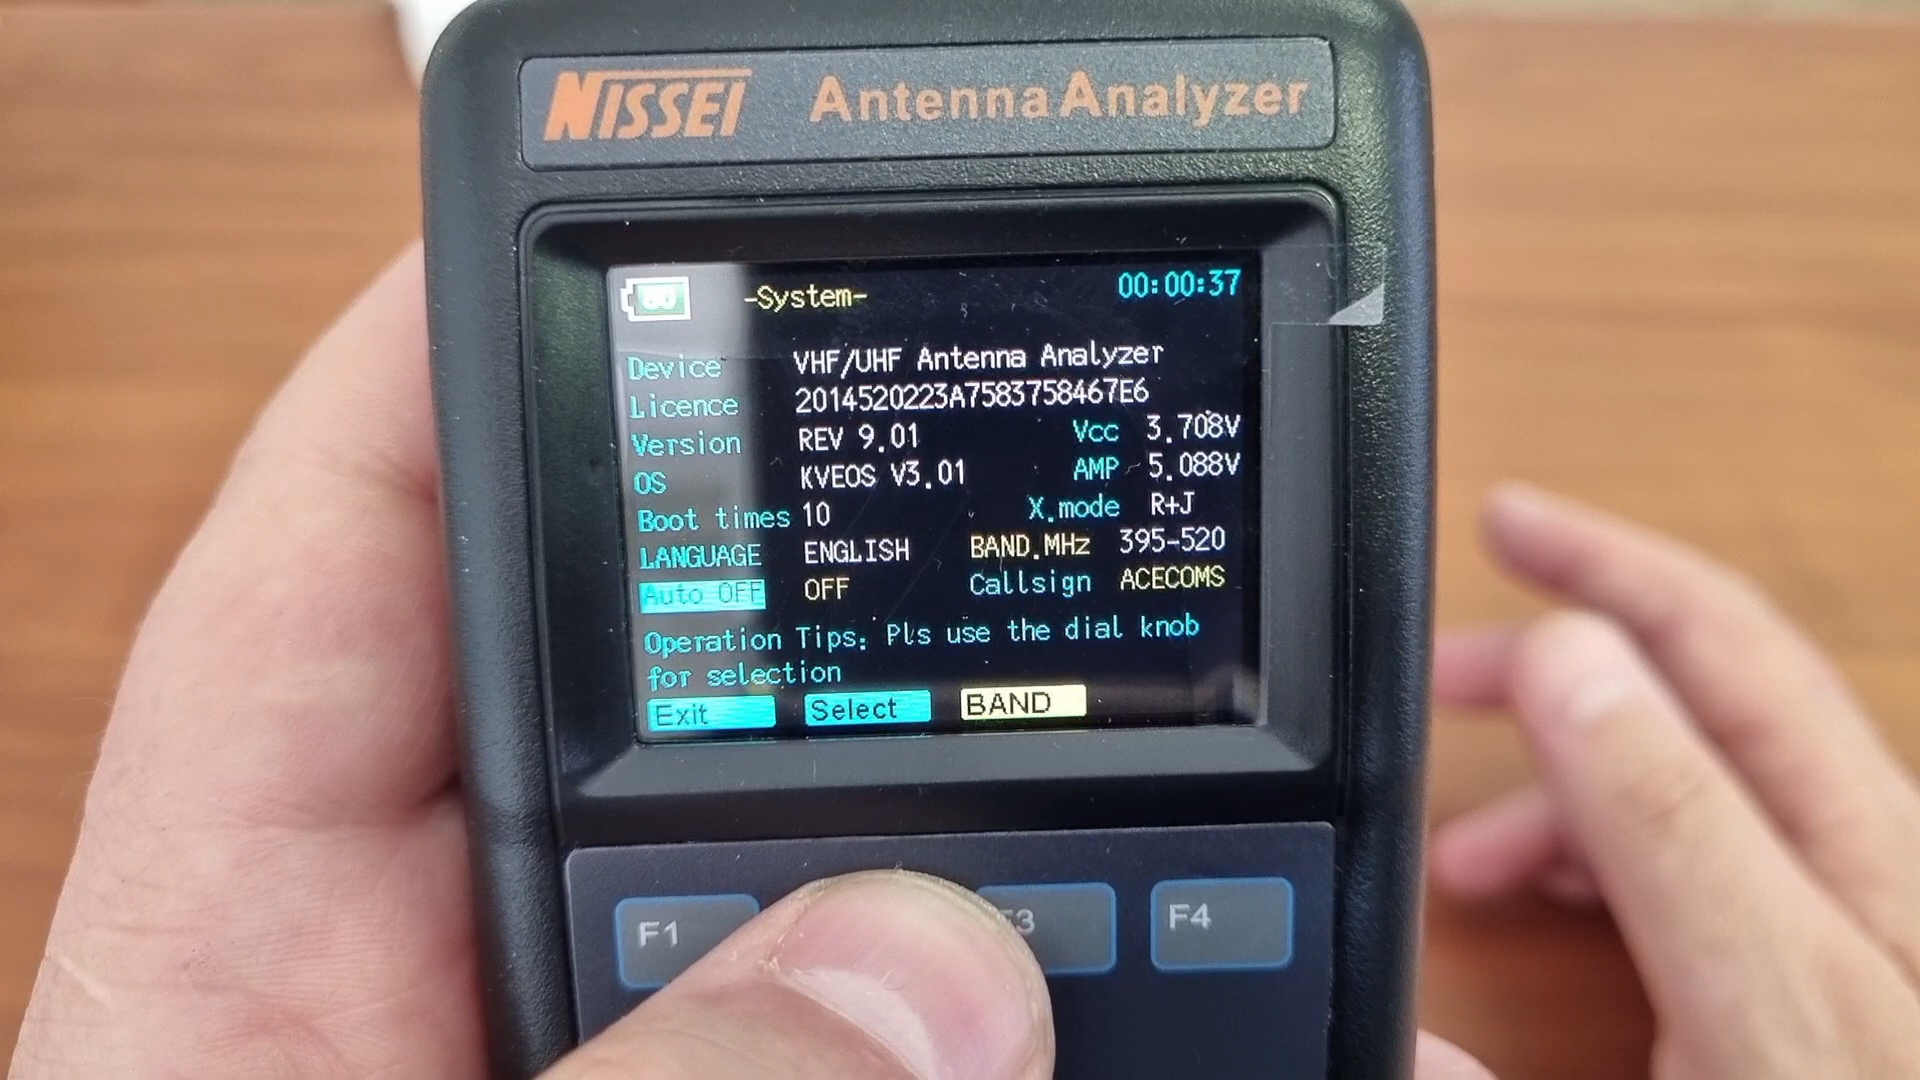 NISSEI Antenna Analyzer
80 -System- 00:00:37
Device VHF/UHF Antenna Analyzer
Licence 2014520223A7583758467E6
Version REV 9.01 Vcc 3.708V
OS KVEOS V3.01 AMP 5.088V
Boot times 10 X.mode R+J
LANGUAGE ENGLISH BAND.MHz 395-520
Auto OFF OFF Callsign ACECOMS
Operation Tips: Pls use the dial knob
for selection
Exit Select BAND
F1 F3 F4